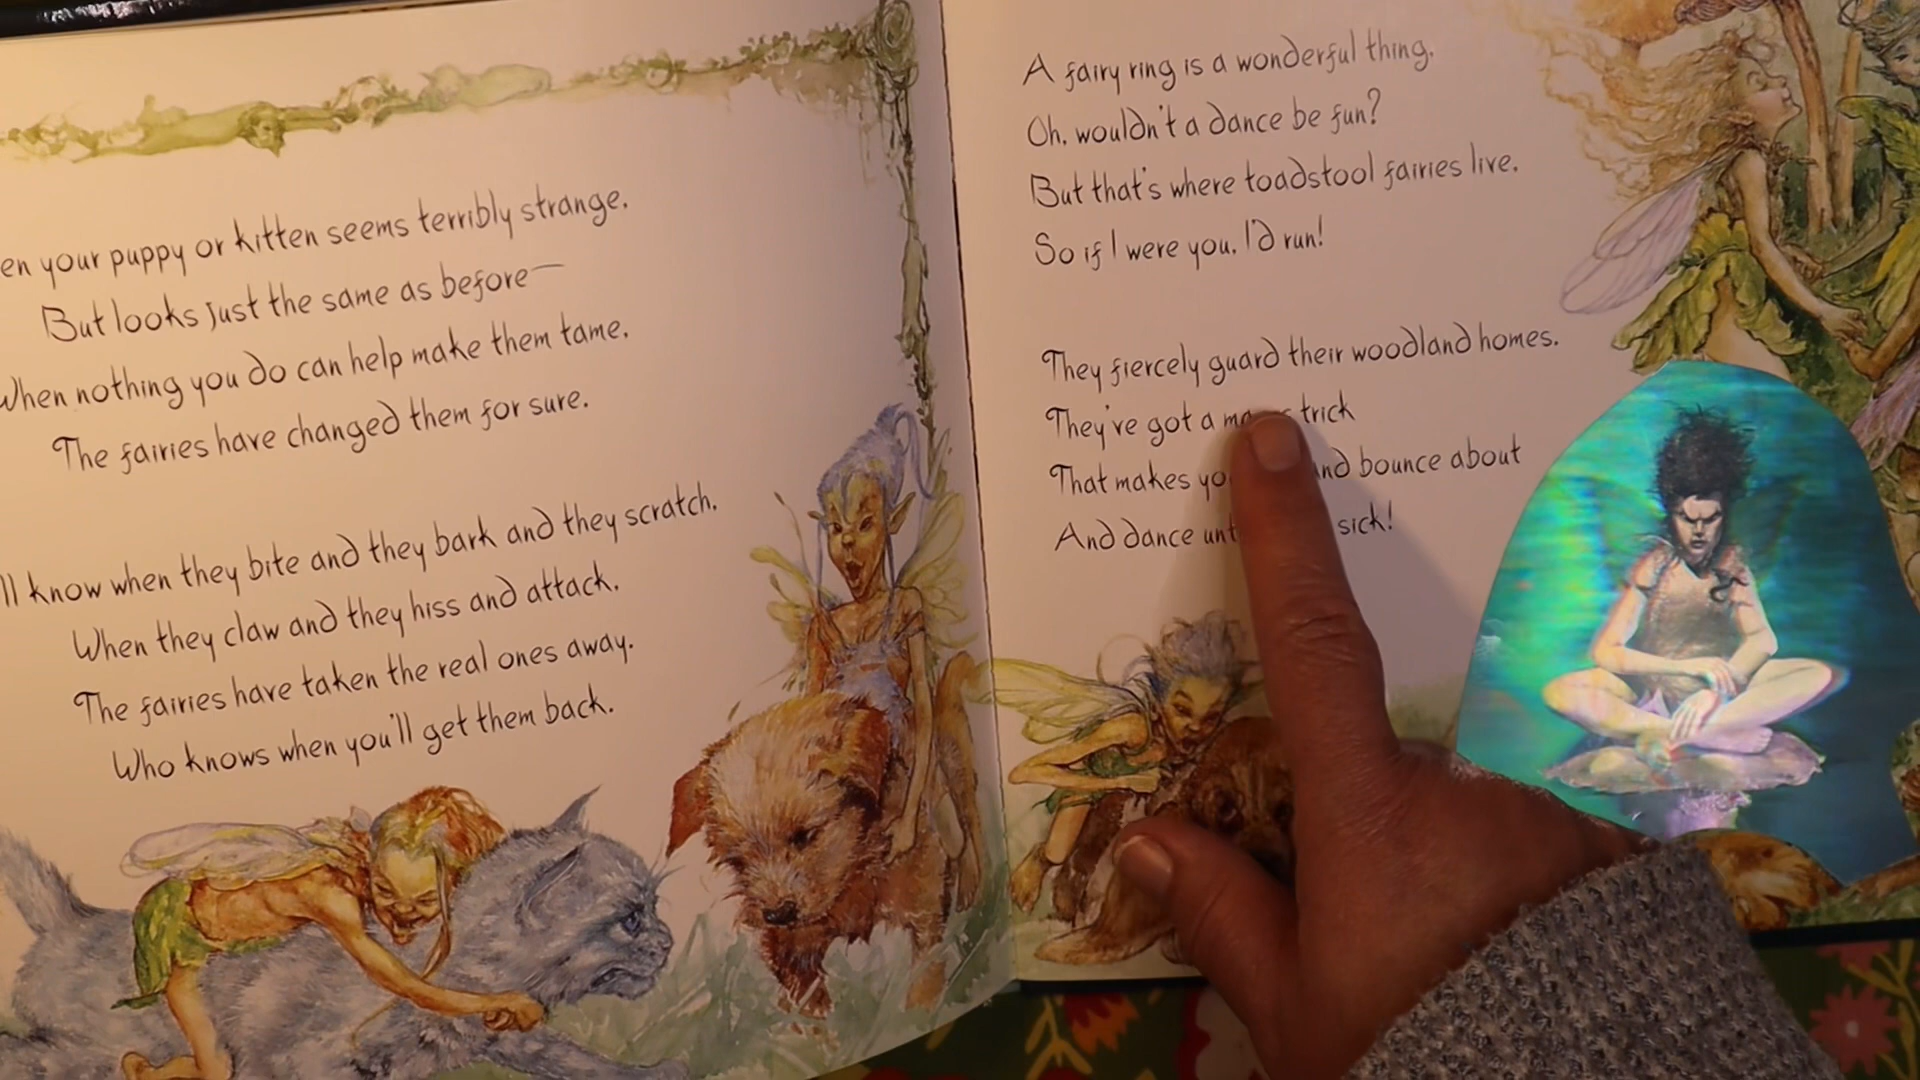 en your puppy or kitten seems terribly strange,
But looks just the same as before—
When nothing you do can help make them tame,
The fairies have changed them for sure.
ll know when they bite and they bark and they scratch,
When they claw and they hiss and attack.
The fairies have taken the real ones away.
Who knows when you'll get them back.
A fairy ring is a wonderful thing.
Oh, wouldn't a dance be fun?
But that's where toadstool fairies live.
So if I were you, I'd run!
They fiercely guard their woodland homes.
They've got a trick
That makes and bounce about
And dance sick!